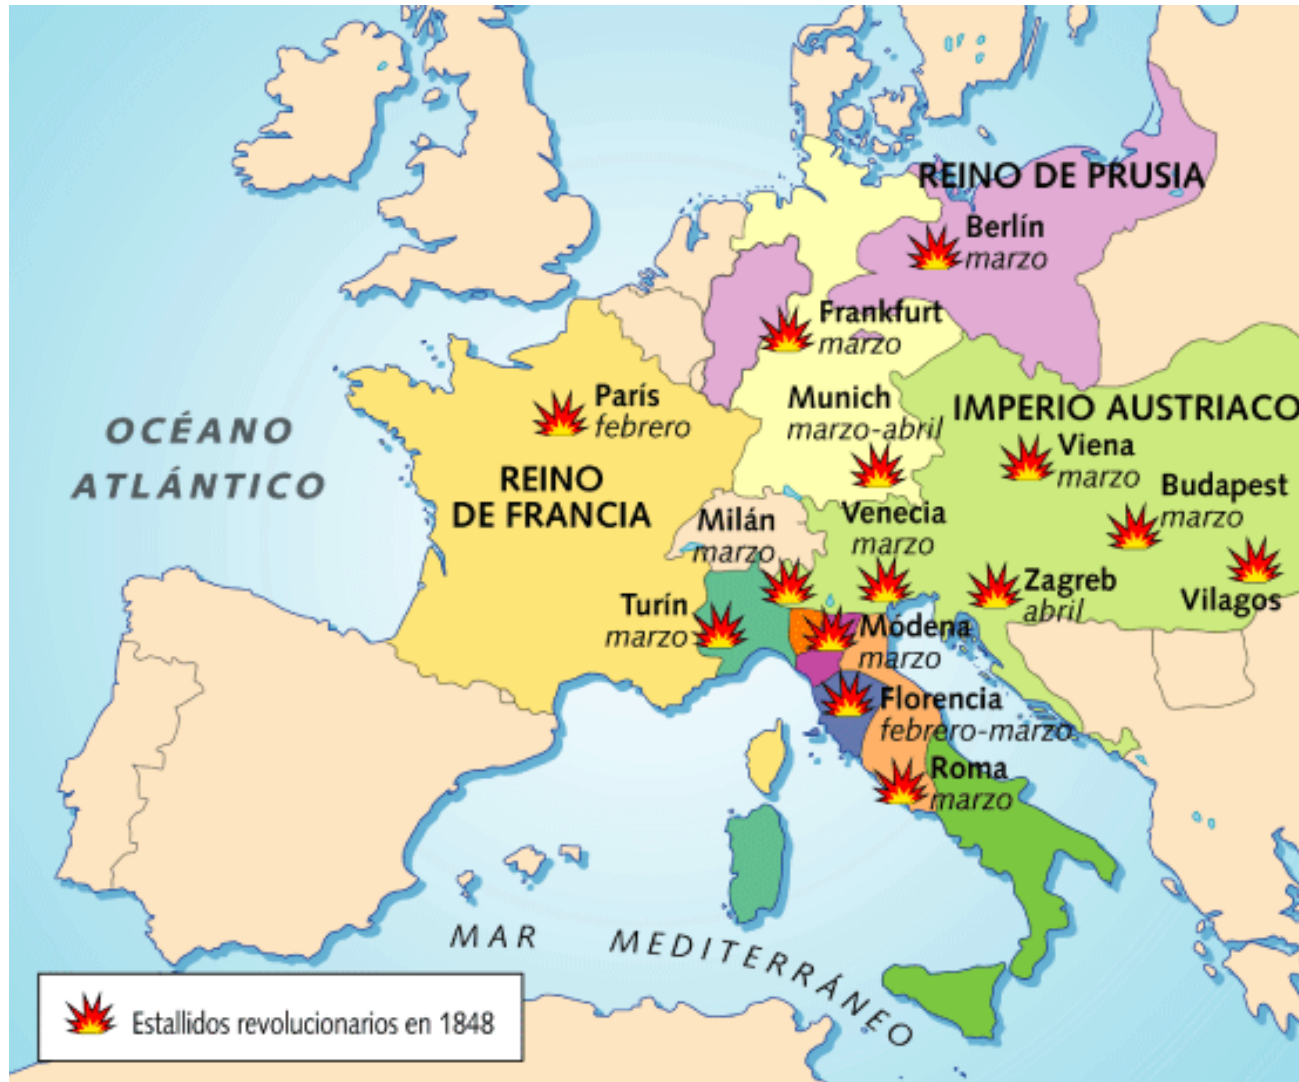 REINO DE PRUSIA
Berlín
marzo
Frankfurt
marzo
París
febrero
Munich
marzo-abril
IMPERIO AUSTRIACO
Viena
marzo
OCÉANO
ATLÁNTICO
REINO
DE FRANCIA
Budapest
marzo
Milán
marzo
Venecia
marzo
Zagreb
abril
Vilagos
Turín
marzo
Módena
marzo
Florencia
febrero-marzo
Roma
marzo
MAR MEDITERRÁNEO
Estallidos revolucionarios en 1848